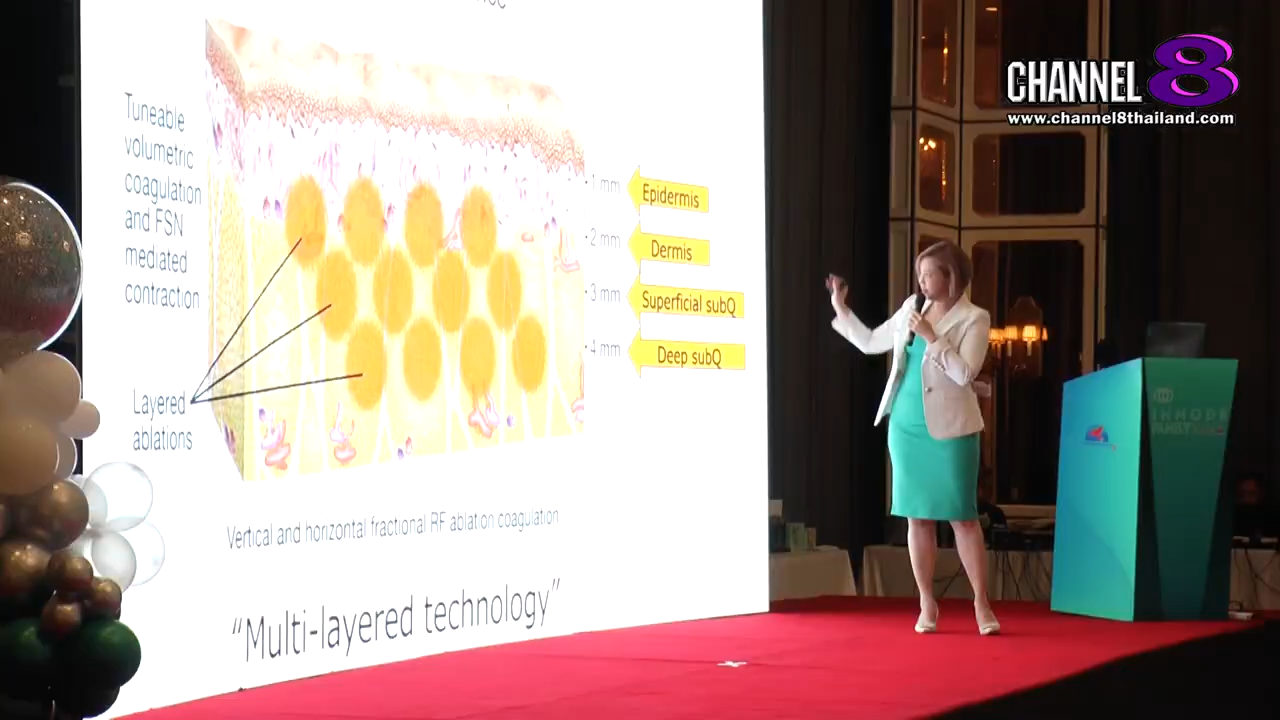 CHANNEL 8
www.channel8thailand.com
Tuneable
volumetric
coagulation
and FSN
mediated
contraction
1 mm
Epidermis
2 mm
Dermis
3 mm
Superficial subQ
4 mm
Deep subQ
Layered
ablations
Vertical and horizontal fractional RF ablation coagulation
“Multi-layered technology”
INMODE
FAMILY